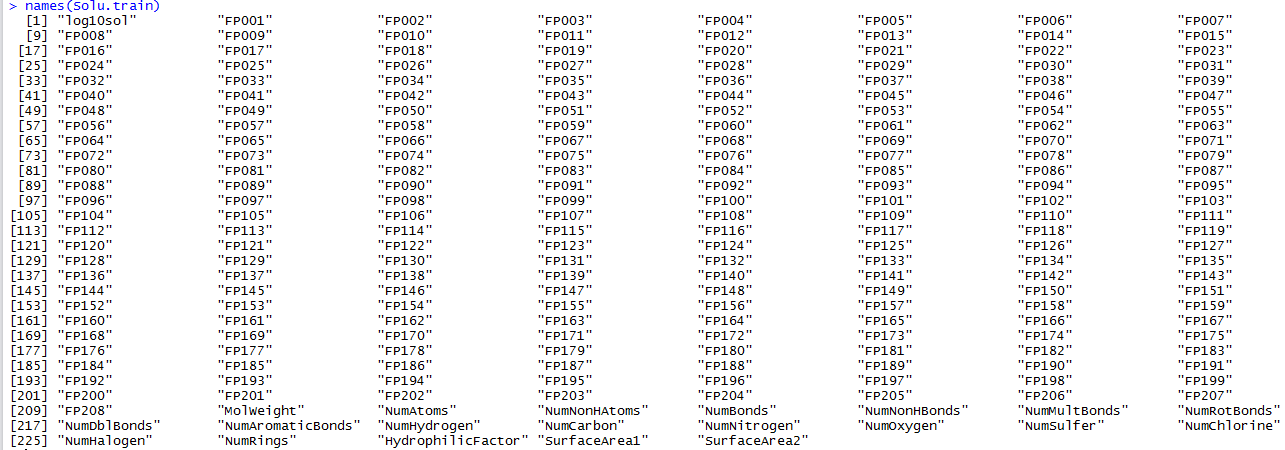 > names(Solu.train)
[1] "log10sol" "FP001" "FP002" "FP003" "FP004" "FP005" "FP006" "FP007"
[9] "FP008" "FP009" "FP010" "FP011" "FP012" "FP013" "FP014" "FP015"
[17] "FP016" "FP017" "FP018" "FP019" "FP020" "FP021" "FP022" "FP023"
[25] "FP024" "FP025" "FP026" "FP027" "FP028" "FP029" "FP030" "FP031"
[33] "FP032" "FP033" "FP034" "FP035" "FP036" "FP037" "FP038" "FP039"
[41] "FP040" "FP041" "FP042" "FP043" "FP044" "FP045" "FP046" "FP047"
[49] "FP048" "FP049" "FP050" "FP051" "FP052" "FP053" "FP054" "FP055"
[57] "FP056" "FP057" "FP058" "FP059" "FP060" "FP061" "FP062" "FP063"
[65] "FP064" "FP065" "FP066" "FP067" "FP068" "FP069" "FP070" "FP071"
[73] "FP072" "FP073" "FP074" "FP075" "FP076" "FP077" "FP078" "FP079"
[81] "FP080" "FP081" "FP082" "FP083" "FP084" "FP085" "FP086" "FP087"
[89] "FP088" "FP089" "FP090" "FP091" "FP092" "FP093" "FP094" "FP095"
[97] "FP096" "FP097" "FP098" "FP099" "FP100" "FP101" "FP102" "FP103"
[105] "FP104" "FP105" "FP106" "FP107" "FP108" "FP109" "FP110" "FP111"
[113] "FP112" "FP113" "FP114" "FP115" "FP116" "FP117" "FP118" "FP119"
[121] "FP120" "FP121" "FP122" "FP123" "FP124" "FP125" "FP126" "FP127"
[129] "FP128" "FP129" "FP130" "FP131" "FP132" "FP133" "FP134" "FP135"
[137] "FP136" "FP137" "FP138" "FP139" "FP140" "FP141" "FP142" "FP143"
[145] "FP144" "FP145" "FP146" "FP147" "FP148" "FP149" "FP150" "FP151"
[153] "FP152" "FP153" "FP154" "FP155" "FP156" "FP157" "FP158" "FP159"
[161] "FP160" "FP161" "FP162" "FP163" "FP164" "FP165" "FP166" "FP167"
[169] "FP168" "FP169" "FP170" "FP171" "FP172" "FP173" "FP174" "FP175"
[177] "FP176" "FP177" "FP178" "FP179" "FP180" "FP181" "FP182" "FP183"
[185] "FP184" "FP185" "FP186" "FP187" "FP188" "FP189" "FP190" "FP191"
[193] "FP192" "FP193" "FP194" "FP195" "FP196" "FP197" "FP198" "FP199"
[201] "FP200" "FP201" "FP202" "FP203" "FP204" "FP205" "FP206" "FP207"
[209] "FP208" "MolWeight" "NumAtoms" "NumNonHAtoms" "NumBonds" "NumNonHBonds" "NumMultBonds" "NumRotBonds"
[217] "NumDblBonds" "NumAromaticBonds" "NumHydrogen" "NumCarbon" "NumNitrogen" "NumOxygen" "NumSulfer" "NumChlorine"
[225] "NumHalogen" "NumRings" "HydrophilicFactor" "SurfaceArea1" "SurfaceArea2"